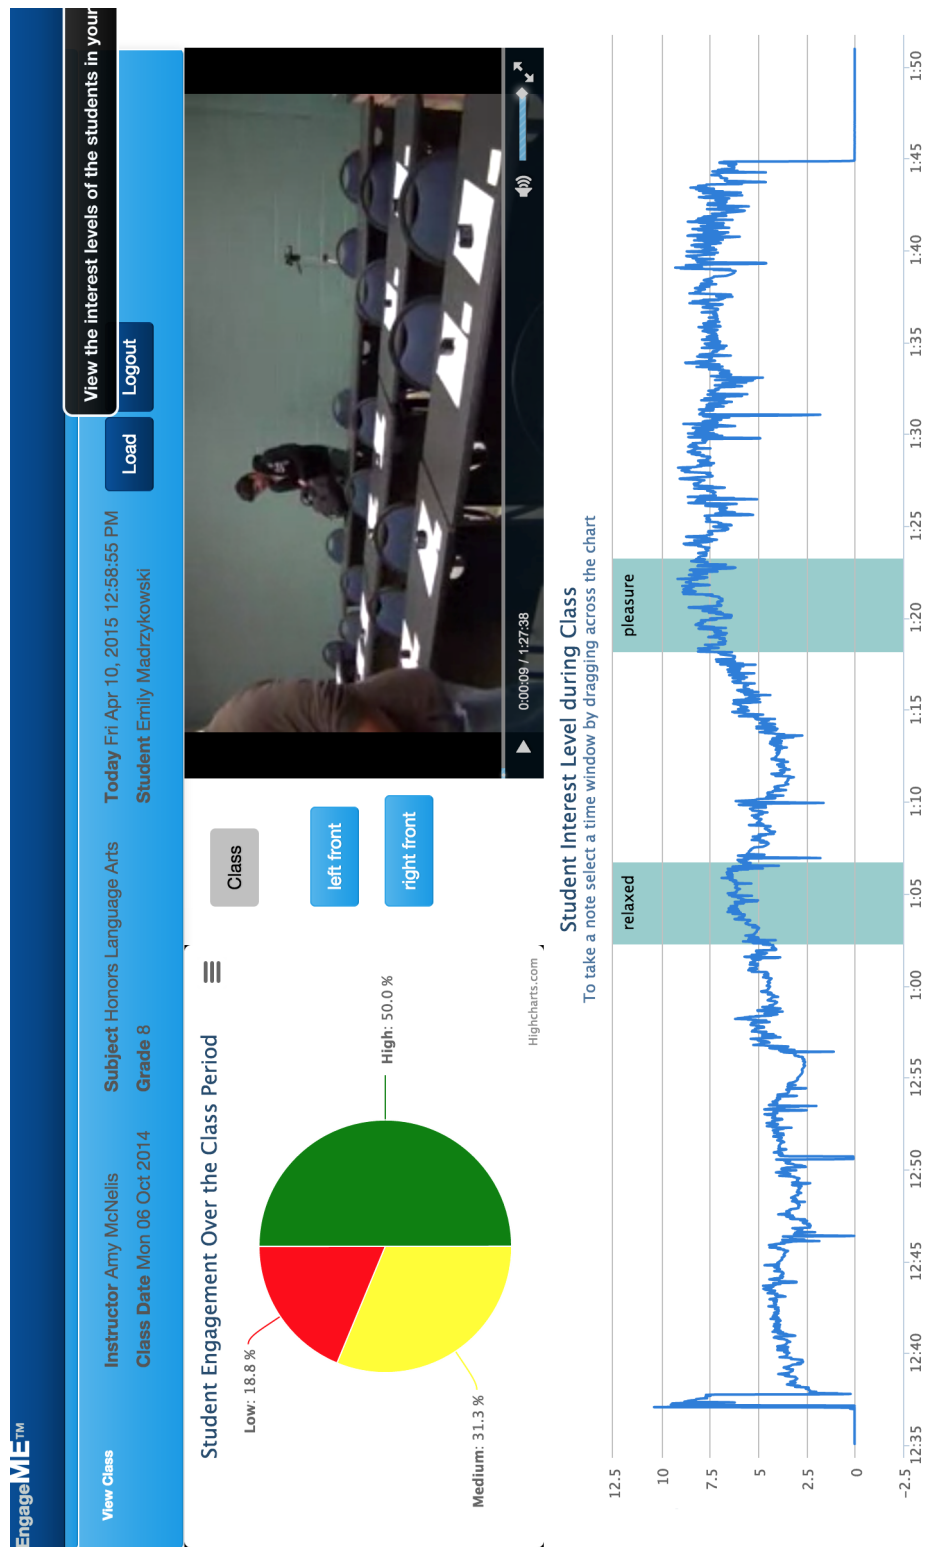 EngageME™
View the interest levels of the students in your
View Class
Instructor Amy McNelis
Subject Honors Language Arts
Today Fri Apr 10, 2015 12:58:55 PM
Load
Logout
Class Date Mon 06 Oct 2014
Grade 8
Student Emily Madrzykowski
Student Engagement Over the Class Period
Low: 18.8 %
High: 50.0 %
Medium: 31.3 %
Highcharts.com
Class
left front
right front
0:00:09 / 1:27:38
Student Interest Level during Class
To take a note select a time window by dragging across the chart
relaxed
pleasure
12.5
10
7.5
5
2.5
0
-2.5
12:35
12:40
12:45
12:50
12:55
1:00
1:05
1:10
1:15
1:20
1:25
1:30
1:35
1:40
1:45
1:50